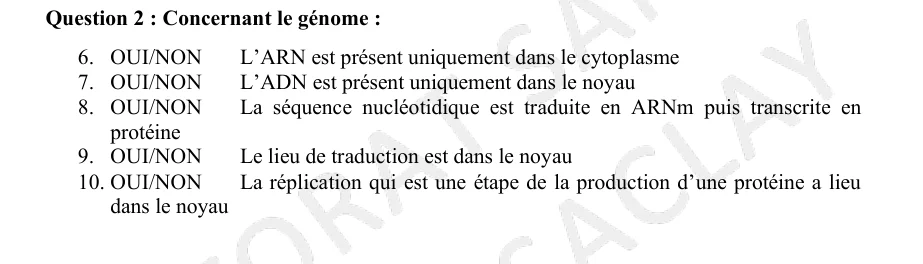 Question 2 : Concernant le génome :
6. OUI/NON L’ARN est présent uniquement dans le cytoplasme
7. OUI/NON L’ADN est présent uniquement dans le noyau
8. OUI/NON La séquence nucléotidique est traduite en ARNm puis transcrite en
protéine
9. OUI/NON Le lieu de traduction est dans le noyau
10. OUI/NON La réplication qui est une étape de la production d’une protéine a lieu
dans le noyau